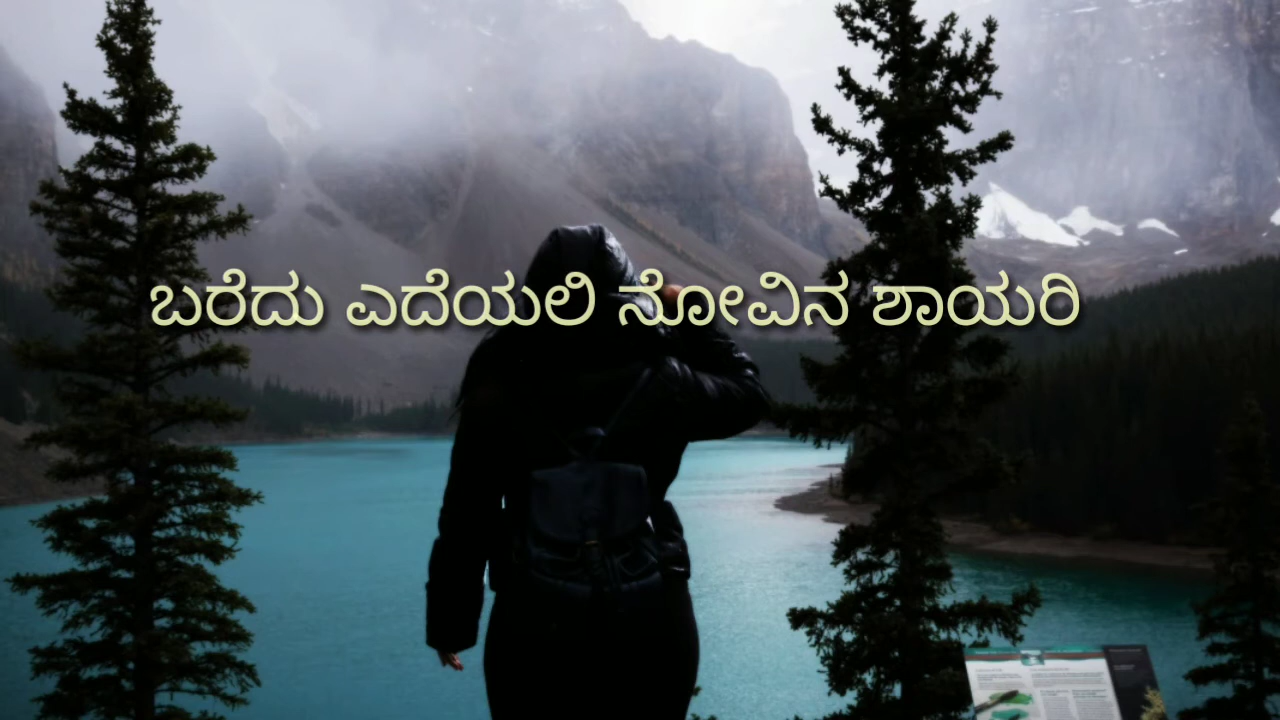 ಬರೆದು ಎದೆಯಲಿ ನೋವಿನ ಶಾಯರಿ